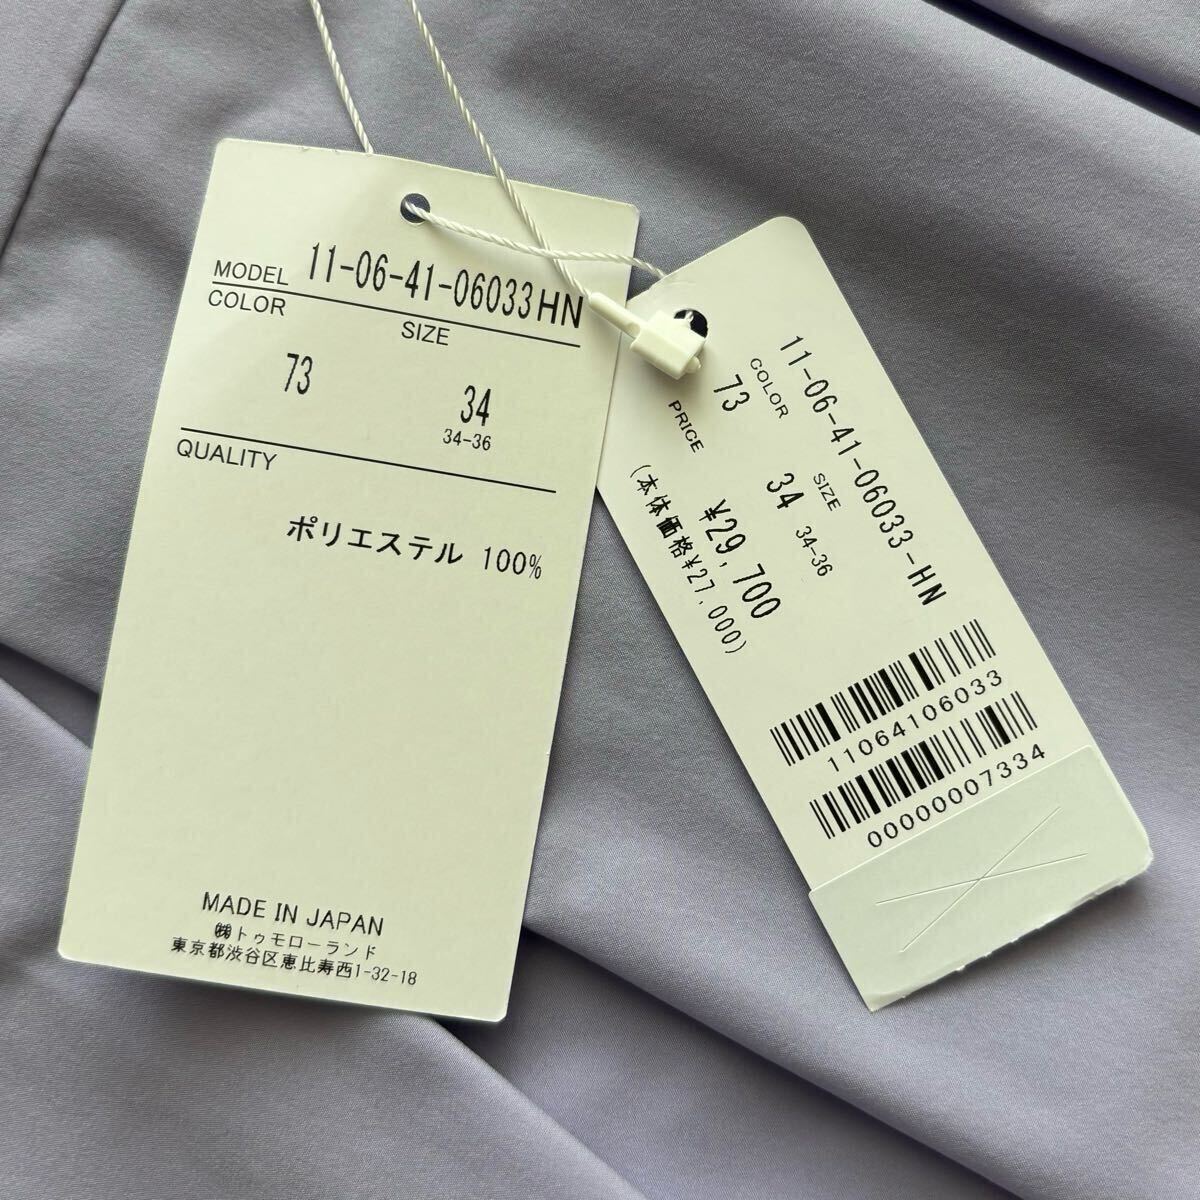 MODEL 11-06-41-06033HN
COLOR SIZE
73 34
34-36
QUALITY
ポリエステル 100%
MADE IN JAPAN
㈱トゥモローランド
東京都渋谷区恵比寿西1-32-18
11-06-41-06033-HN
COLOR SIZE
73 34 34-36
PRICE
¥29,700
(本体価格¥27,000)
11064106033
00000007334